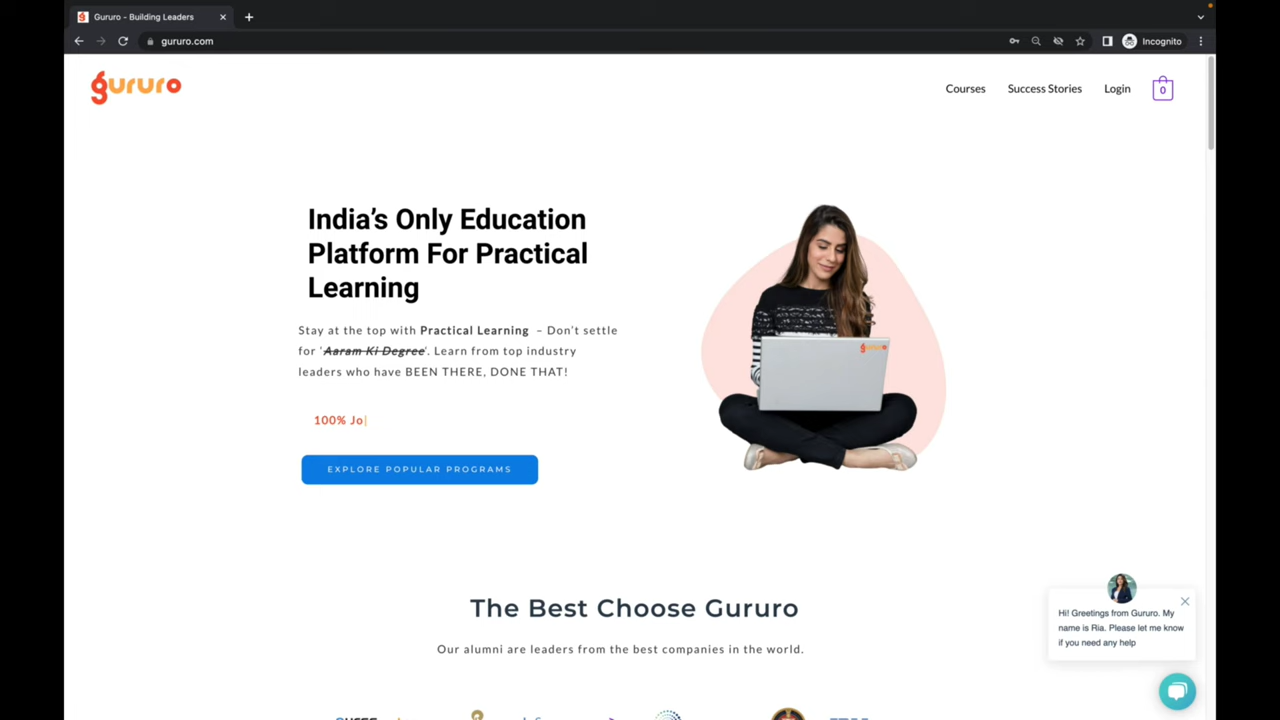 Gururo - Building Leaders
gururo.com
Incognito
gururo
Courses
Success Stories
Login
0
India's Only Education
Platform For Practical
Learning
Stay at the top with Practical Learning – Don't settle
for 'Aaram Ki Degree'. Learn from top industry
leaders who have BEEN THERE, DONE THAT!
gururo
100% Jo|
EXPLORE POPULAR PROGRAMS
The Best Choose Gururo
Our alumni are leaders from the best companies in the world.
Hi! Greetings from Gururo. My
name is Ria. Please let me know
if you need any help